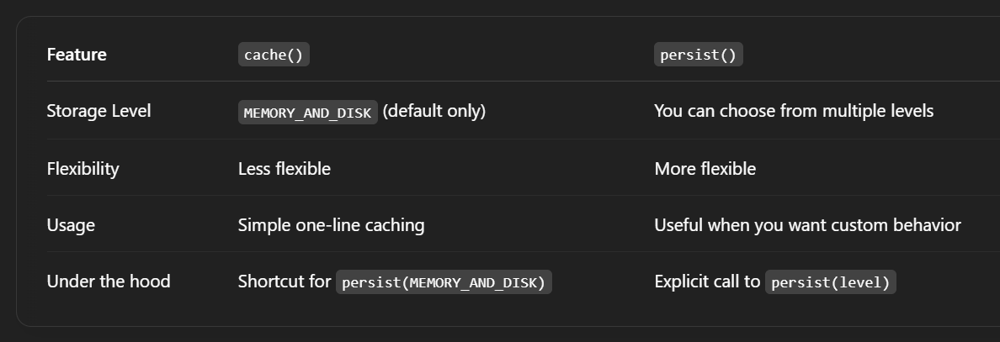 Feature cache() persist()
Storage Level MEMORY_AND_DISK (default only) You can choose from multiple levels
Flexibility Less flexible More flexible
Usage Simple one-line caching Useful when you want custom behavior
Under the hood Shortcut for persist(MEMORY_AND_DISK) Explicit call to persist(level)